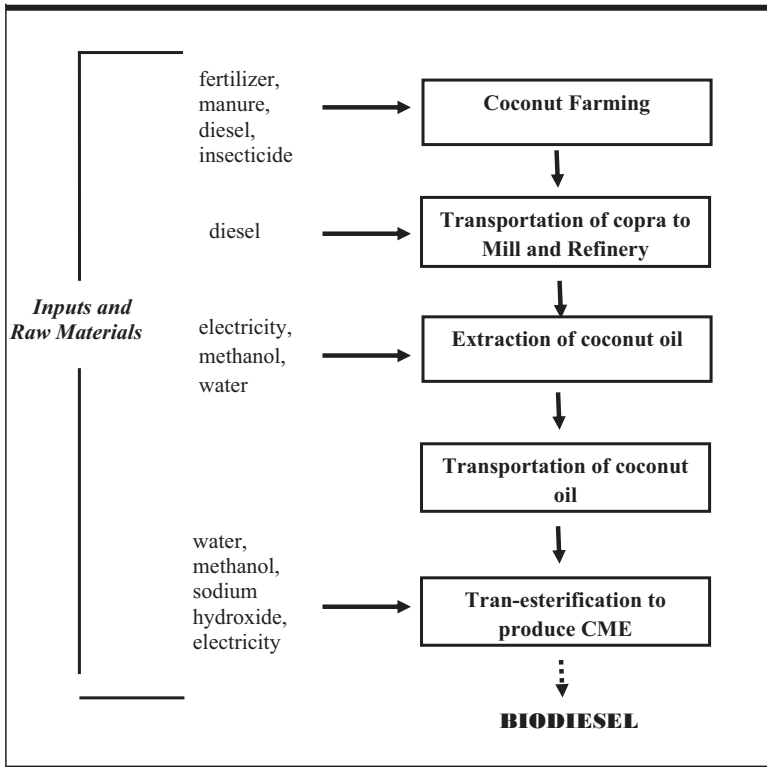 fertilizer,
manure,
diesel,
insecticide
Coconut Farming
diesel
Transportation of copra to
Mill and Refinery
Inputs and
Raw Materials
electricity,
methanol,
water
Extraction of coconut oil
Transportation of coconut
oil
water,
methanol,
sodium
hydroxide,
electricity
Tran-esterification to
produce CME
BIODIESEL